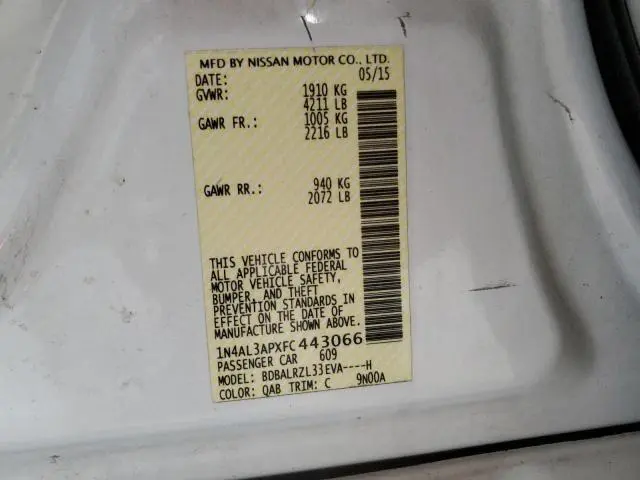 MFD BY NISSAN MOTOR CO., LTD.
DATE: 05/15
GVWR: 1910 KG
4211 LB
GAWR FR.: 1005 KG
2216 LB
GAWR RR.: 940 KG
2072 LB
THIS VEHICLE CONFORMS TO
ALL APPLICABLE FEDERAL
MOTOR VEHICLE SAFETY,
BUMPER, AND THEFT
PREVENTION STANDARDS IN
EFFECT ON THE DATE OF
MANUFACTURE SHOWN ABOVE.
1N4AL3APXFC443066
PASSENGER CAR 609
MODEL: BDBALRZL33EVA----H
COLOR: QAB TRIM: C 9N00A